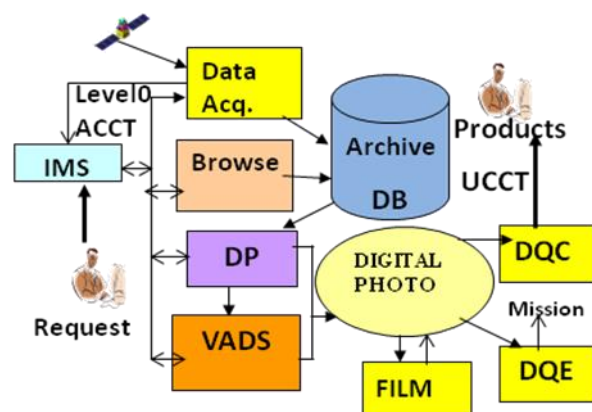 Data
Acq.
Level0
ACCT
Products
IMS
Browse
Archive
DB
UCCT
DP
DIGITAL
PHOTO
DQC
Request
VADS
Mission
FILM
DQE